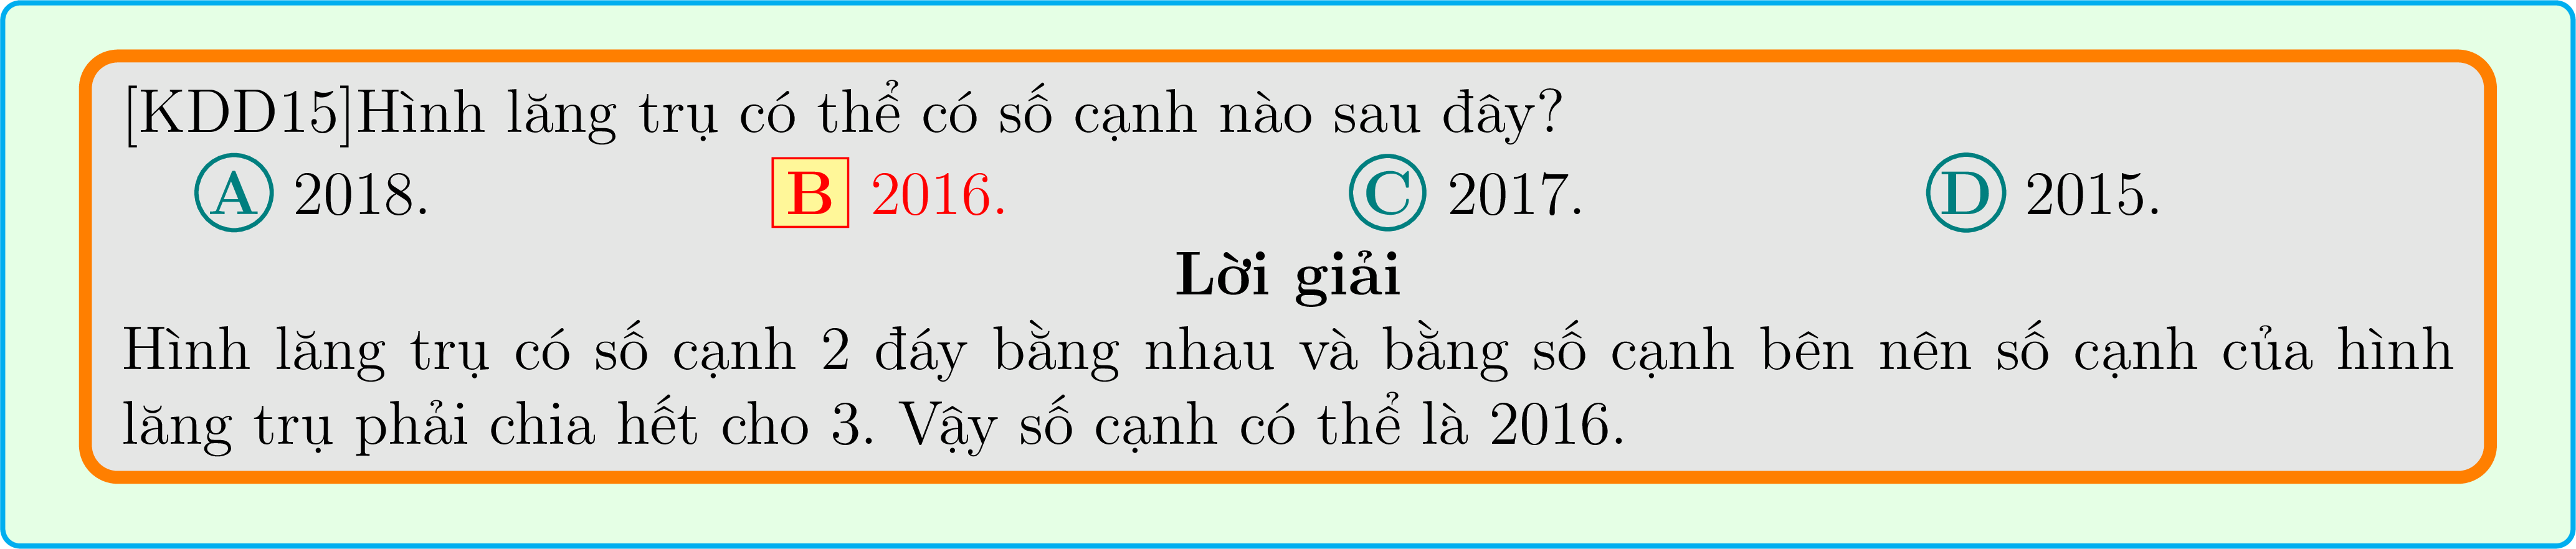 [KDD15]Hình lăng trụ có thể có số cạnh nào sau đây?
A 2018. B 2016. C 2017. D 2015.
Lời giải
Hình lăng trụ có số cạnh 2 đáy bằng nhau và bằng số cạnh bên nên số cạnh của hình
lăng trụ phải chia hết cho 3. Vậy số cạnh có thể là 2016.